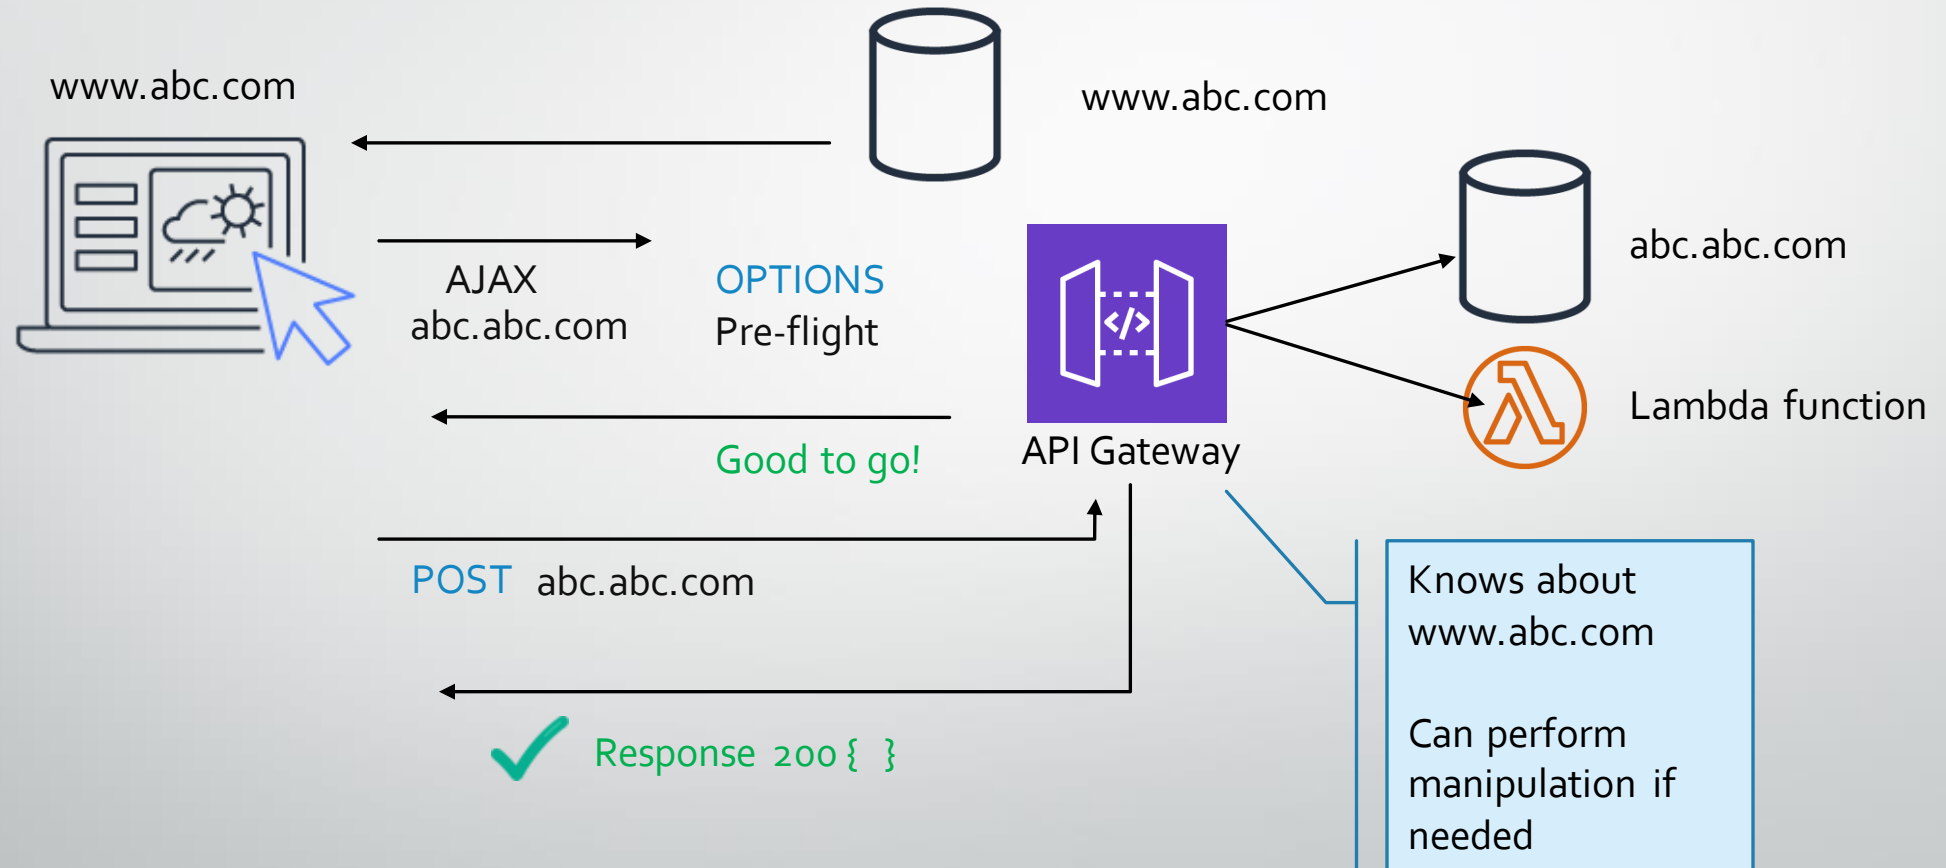 www.abc.com
www.abc.com
abc.abc.com
AJAX
abc.abc.com
OPTIONS
Pre-flight
</>
Lambda function
Good to go!
API Gateway
POST abc.abc.com
Knows about
www.abc.com
Can perform
manipulation if
needed
Response 200 { }